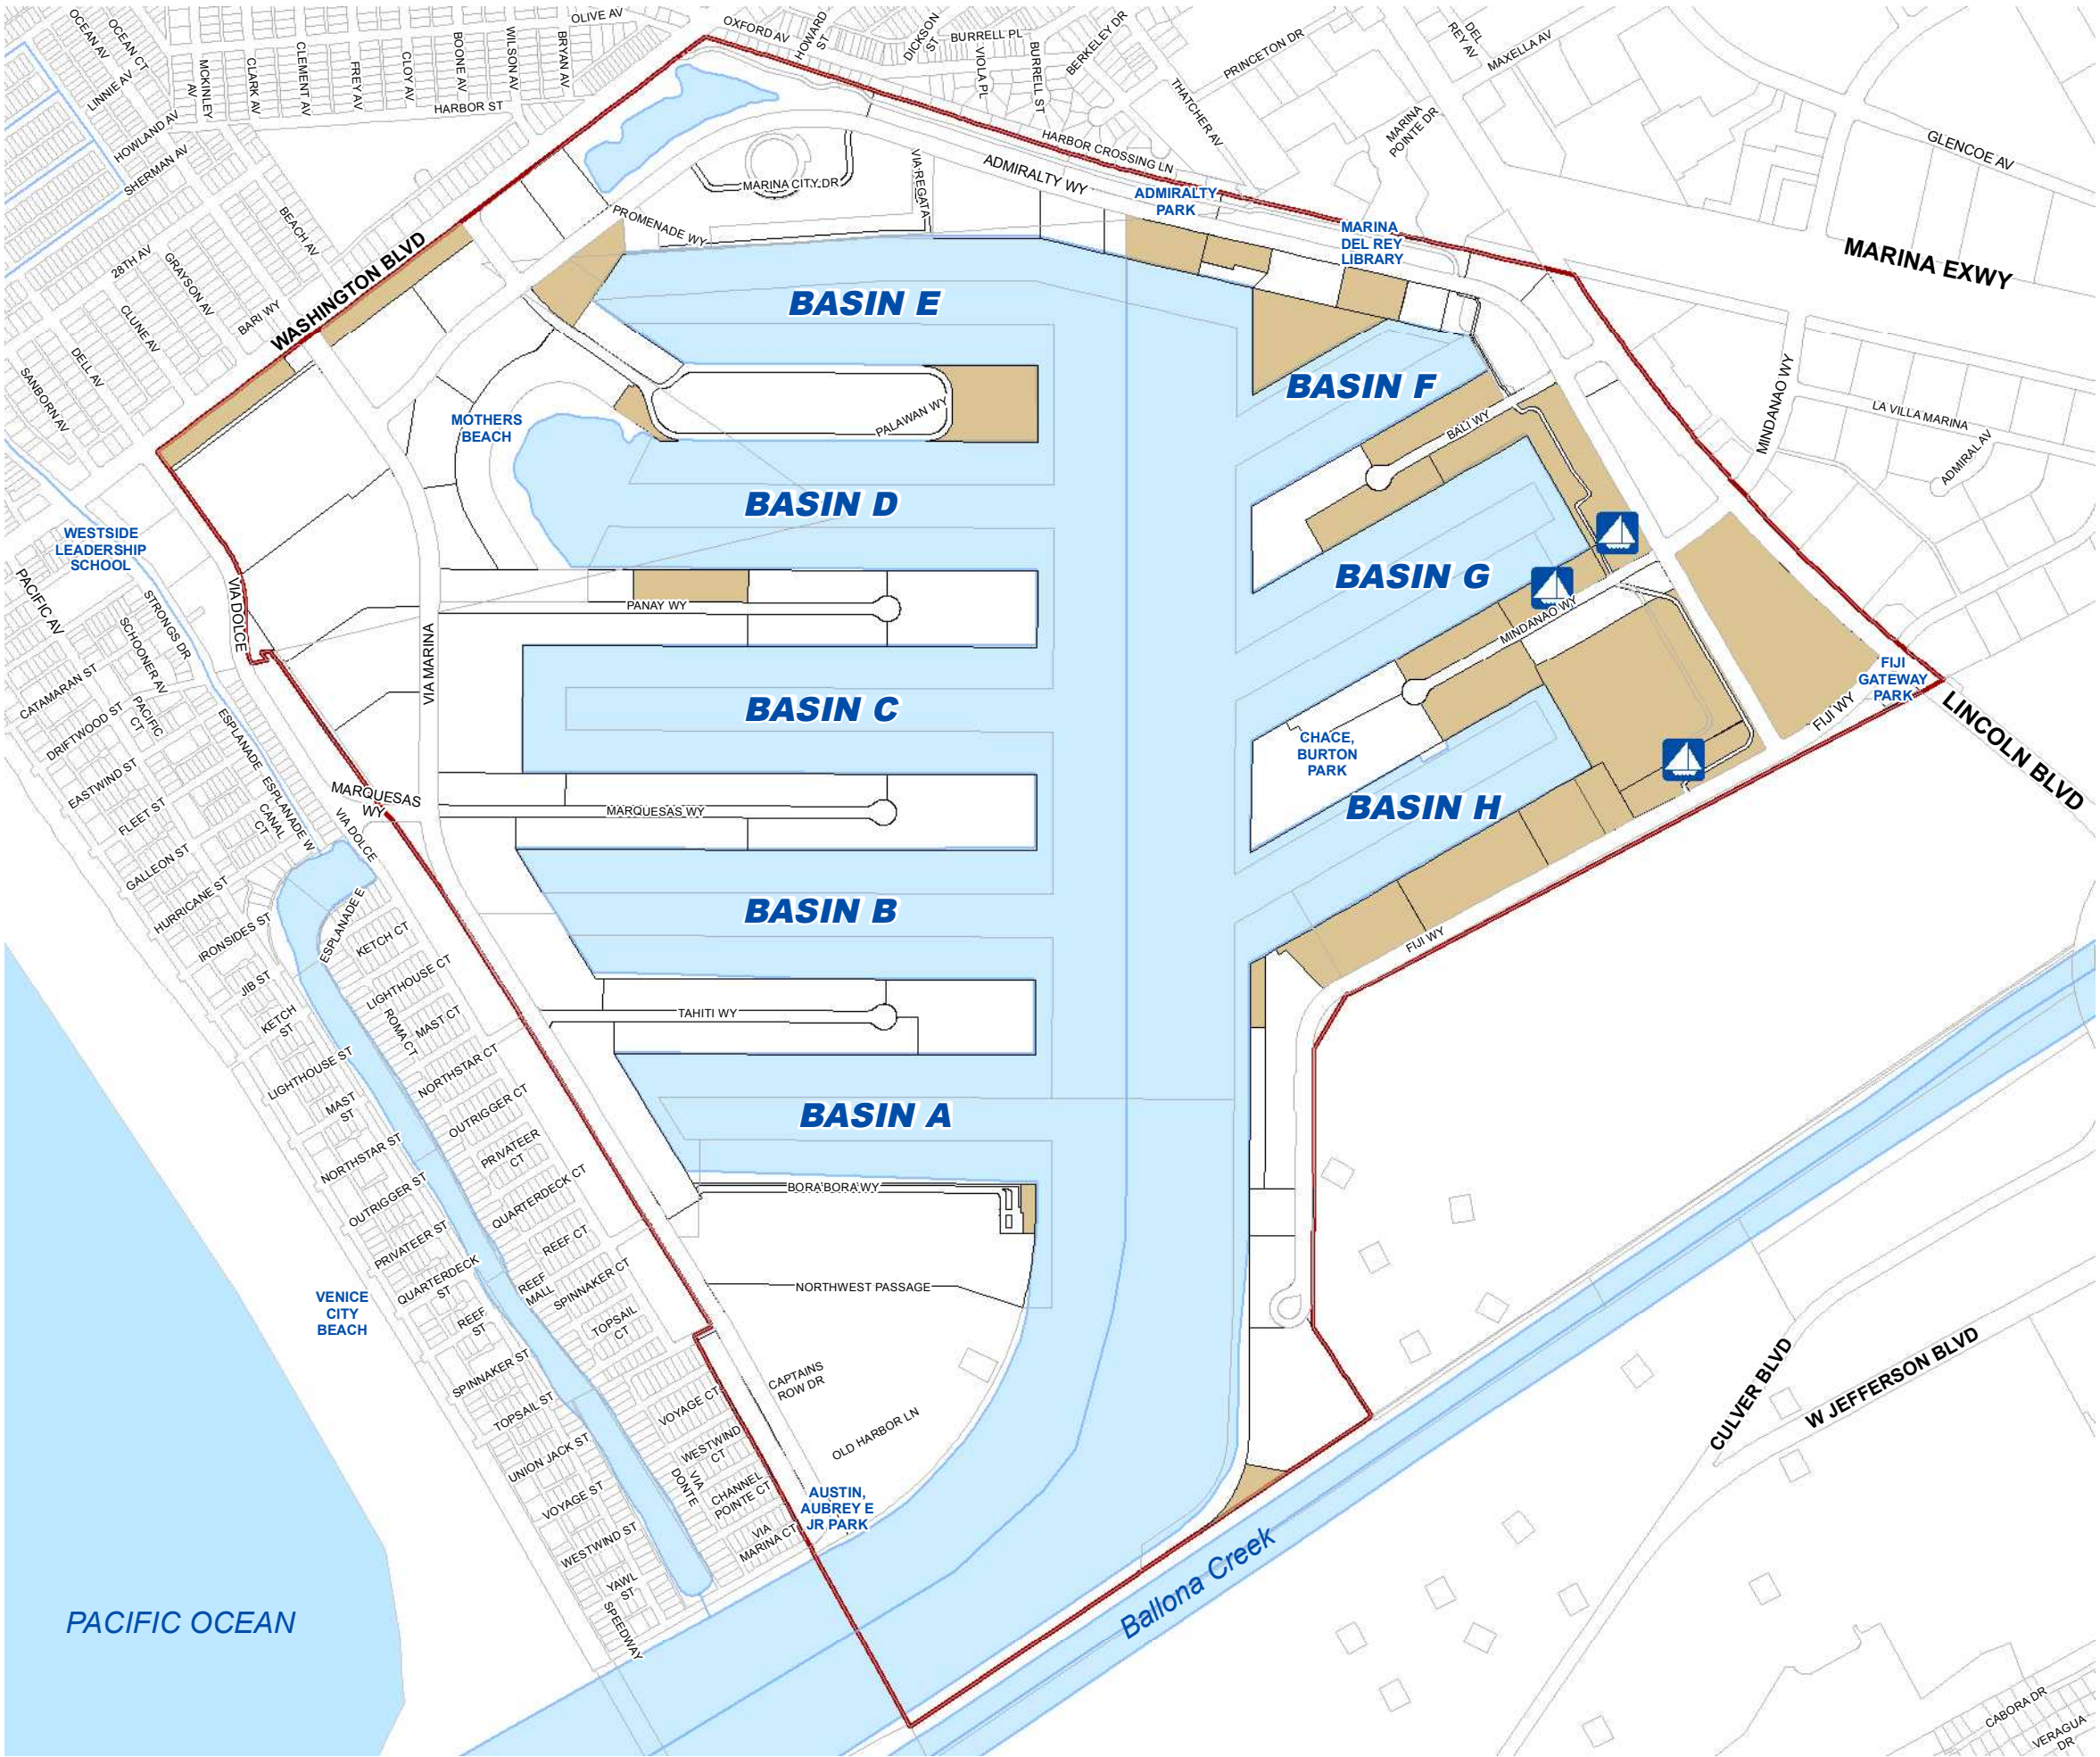 OLIVE AV
OCEAN AV
OCEAN CT
LINNIE AV
MCKINLEY
AV
CLARK AV
CLEMENT AV
FREY AV
CLOY AV
BOONE AV
WILSON AV
BRYAN AV
HARBOR ST
HOWLAND AV
SHERMAN AV
OXFORD AV
HOWARD
ST
DICKSON
ST
BURRELL PL
VIOLA PL
BURRELL ST
BERKELEY DR
THATCHER AV
PRINCETON DR
DEL
REY AV
MAXELLA AV
MARINA
POINTE DR
GLENCOE AV
HARBOR CROSSING LN
ADMIRALTY WY
ADMIRALTY
PARK
MARINA
DEL REY
LIBRARY
MARINA EXWY
MARINA CITY DR
VIA REGATA
PROMENADE WY
BEACH AV
28TH AV
GRAYSON AV
BARI WY
CLUNE AV
DELL AV
SANBORN AV
WASHINGTON BLVD
BASIN E
BASIN F
MOTHERS
BEACH
PALAWAN WY
BALI WY
MINDANAO WY
LA VILLA MARINA
ADMIRAL AV
BASIN D
WESTSIDE
LEADERSHIP
SCHOOL
PACIFIC AV
VIA DOLCE
STRONGS DR
SCHOONER AV
BASIN G
PANAY WY
MINDANAO WY
VIA MARINA
CATAMARAN ST
DRIFTWOOD ST
PACIFIC
CT
EASTWIND ST
ESPLANADE
ESPLANADE W
FLEET ST
CANAL
CT
BASIN C
CHACE,
BURTON
PARK
FIJI
GATEWAY
PARK
FIJI WY
LINCOLN BLVD
MARQUESAS
WY
MARQUESAS WY
BASIN H
VIA DOLCE
GALLEON ST
HURRICANE ST
IRONSIDES ST
ESPLANADE E
KETCH CT
BASIN B
FIJI WY
JIB ST
LIGHTHOUSE CT
KETCH
ST
ROMA CT
MAST CT
TAHITI WY
LIGHTHOUSE ST
NORTHSTAR CT
MAST
ST
OUTRIGGER CT
BASIN A
NORTHSTAR ST
PRIVATEER
CT
OUTRIGGER ST
QUARTERDECK CT
BORA BORA WY
PRIVATEER ST
REEF CT
QUARTERDECK
ST
REEF
MALL
SPINNAKER CT
NORTHWEST PASSAGE
VENICE
CITY
BEACH
REEF
ST
TOPSAIL
CT
SPINNAKER ST
CAPTAINS
ROW DR
TOPSAIL ST
VOYAGE CT
OLD HARBOR LN
UNION JACK ST
WESTWIND
CT
VIA
DONTE
CHANNEL
POINTE CT
VOYAGE ST
AUSTIN,
AUBREY E
JR PARK
VIA
MARINA CT
WESTWIND ST
YAWL
ST
SPEEDWAY
CULVER BLVD
W JEFFERSON BLVD
Ballona Creek
PACIFIC OCEAN
CABORA DR
VERAGUA
DR